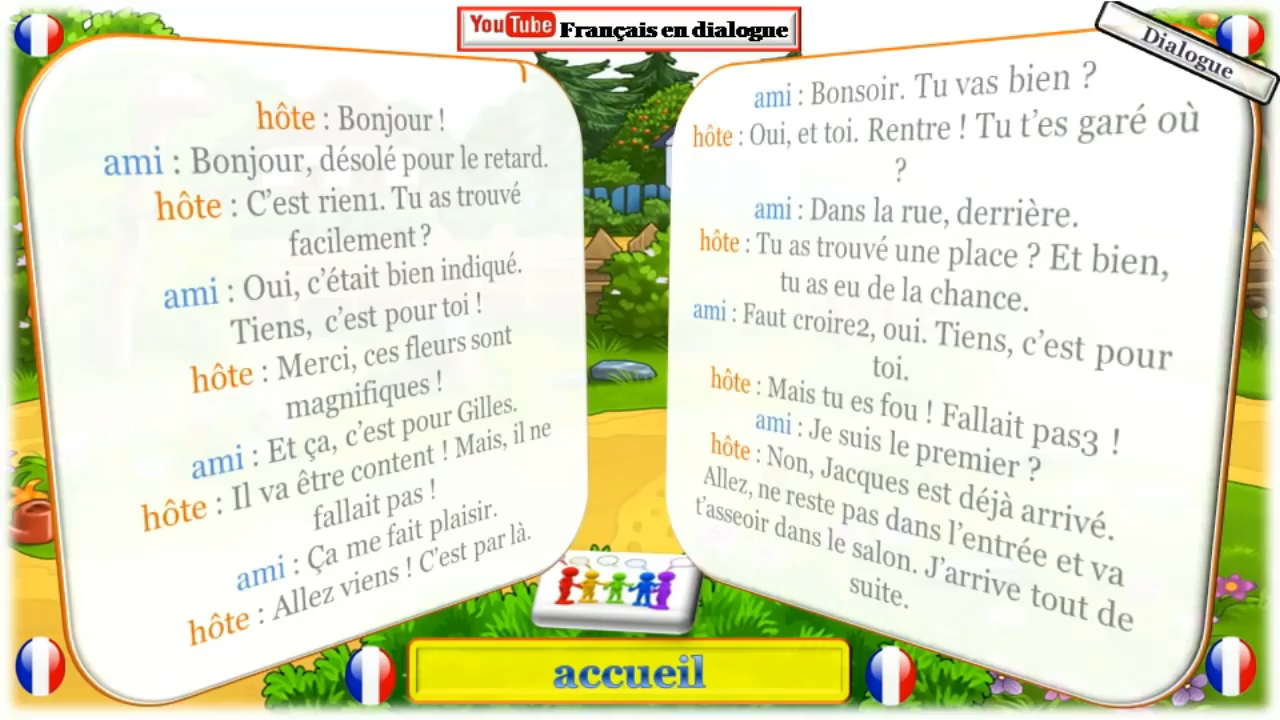 YouTube Français en dialogue
Dialogue
hôte : Bonjour !
ami : Bonjour, désolé pour le retard.
hôte : C'est rien1. Tu as trouvé
facilement ?
ami : Oui, c'était bien indiqué.
Tiens, c'est pour toi !
hôte : Merci, ces fleurs sont
magnifiques !
ami : Et ça, c'est pour Gilles.
hôte : Il va être content ! Mais, il ne
fallait pas !
ami : Ça me fait plaisir.
hôte : Allez viens ! C'est par là.
ami : Bonsoir. Tu vas bien ?
hôte : Oui, et toi. Rentre ! Tu t'es garé où
?
ami : Dans la rue, derrière.
hôte : Tu as trouvé une place ? Et bien,
tu as eu de la chance.
ami : Faut croire2, oui. Tiens, c'est pour
toi.
hôte : Mais tu es fou ! Fallait pas3 !
ami : Je suis le premier ?
hôte : Non, Jacques est déjà arrivé.
Allez, ne reste pas dans l'entrée et va
t'asseoir dans le salon. J'arrive tout de
suite.
accueil